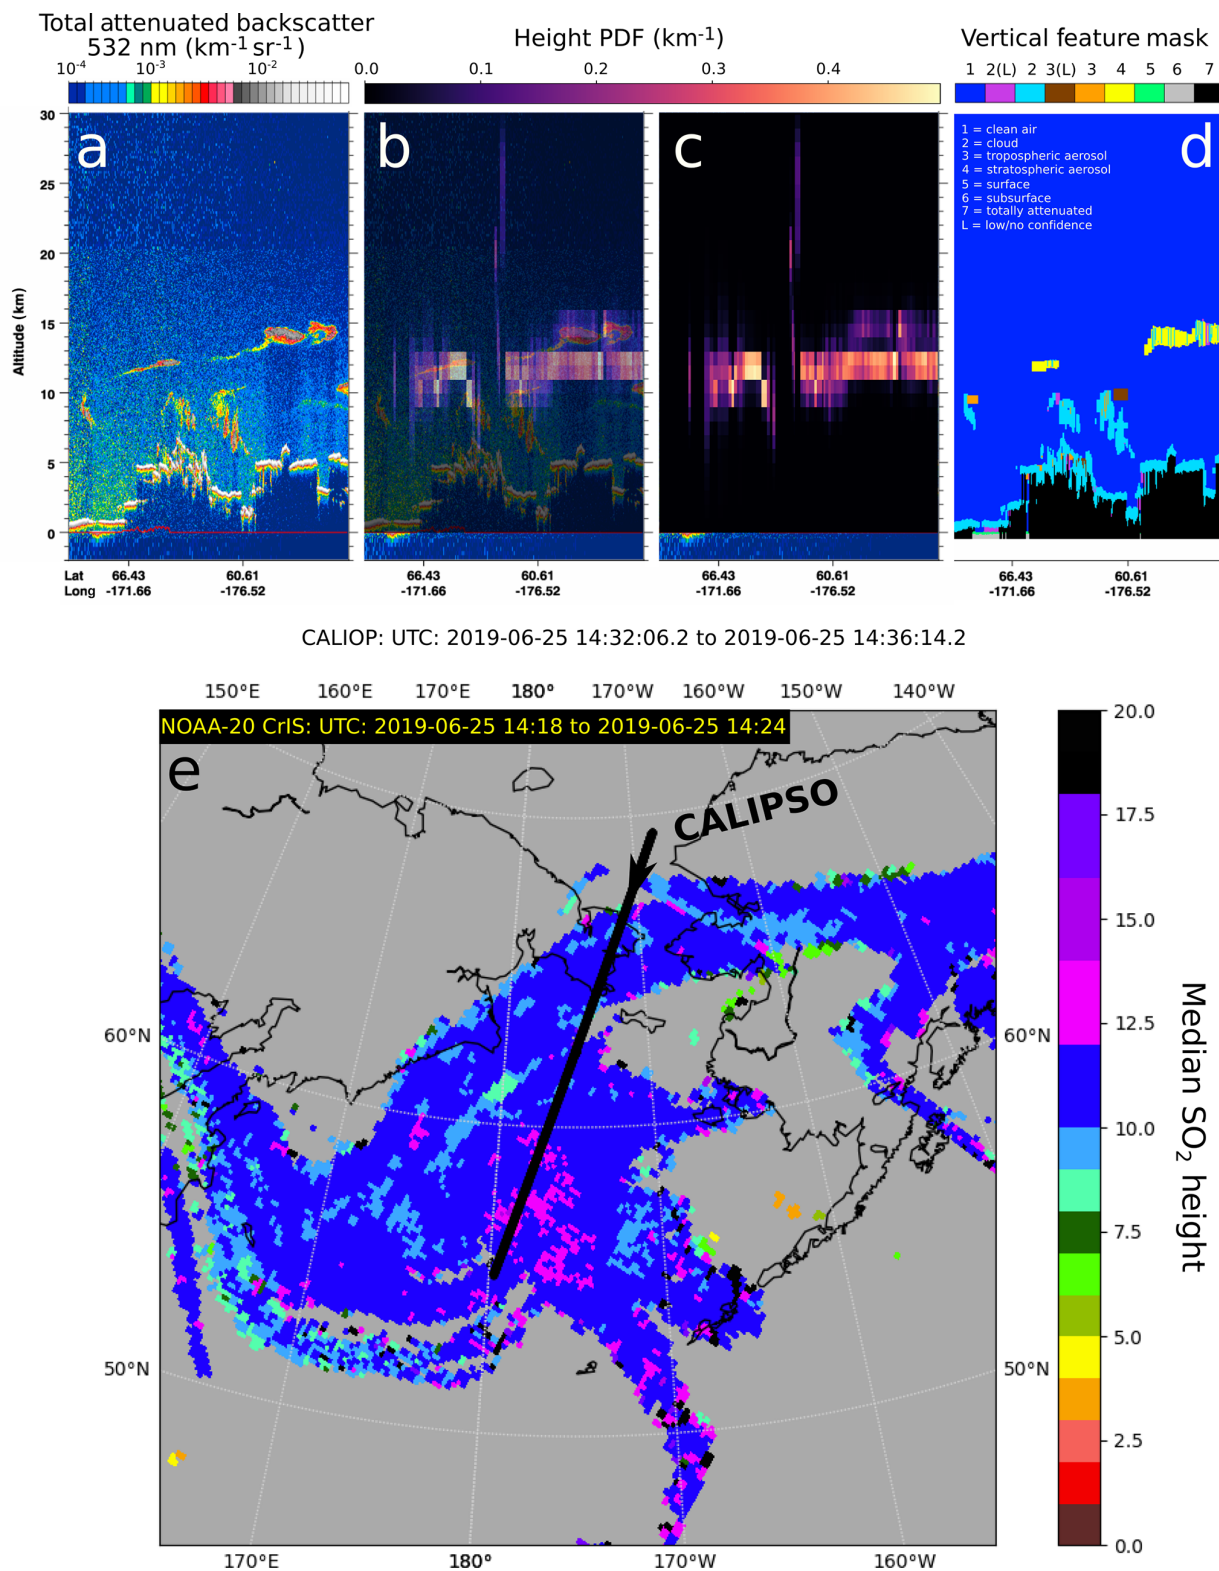 Total attenuated backscatter
532 nm (km⁻¹ sr⁻¹)
Height PDF (km⁻¹)
Vertical feature mask
10⁻⁴ 10⁻³ 10⁻²
0.0 0.1 0.2 0.3 0.4
1 2(L) 2 3(L) 3 4 5 6 7
a
b
c
d
1 = clean air
2 = cloud
3 = tropospheric aerosol
4 = stratospheric aerosol
5 = surface
6 = subsurface
7 = totally attenuated
L = low/no confidence
Altitude (km)
30
25
20
15
10
5
0
Lat 66.43 60.61
Long -171.66 -176.52
66.43 60.61
-171.66 -176.52
66.43 60.61
-171.66 -176.52
66.43 60.61
-171.66 -176.52
CALIOP: UTC: 2019-06-25 14:32:06.2 to 2019-06-25 14:36:14.2
150°E 160°E 170°E 180° 170°W 160°W 150°W 140°W
NOAA-20 CrIS: UTC: 2019-06-25 14:18 to 2019-06-25 14:24
e
CALIPSO
60°N
60°N
50°N
50°N
170°E 180° 170°W 160°W
20.0
17.5
15.0
12.5
10.0
7.5
5.0
2.5
0.0
Median SO₂ height